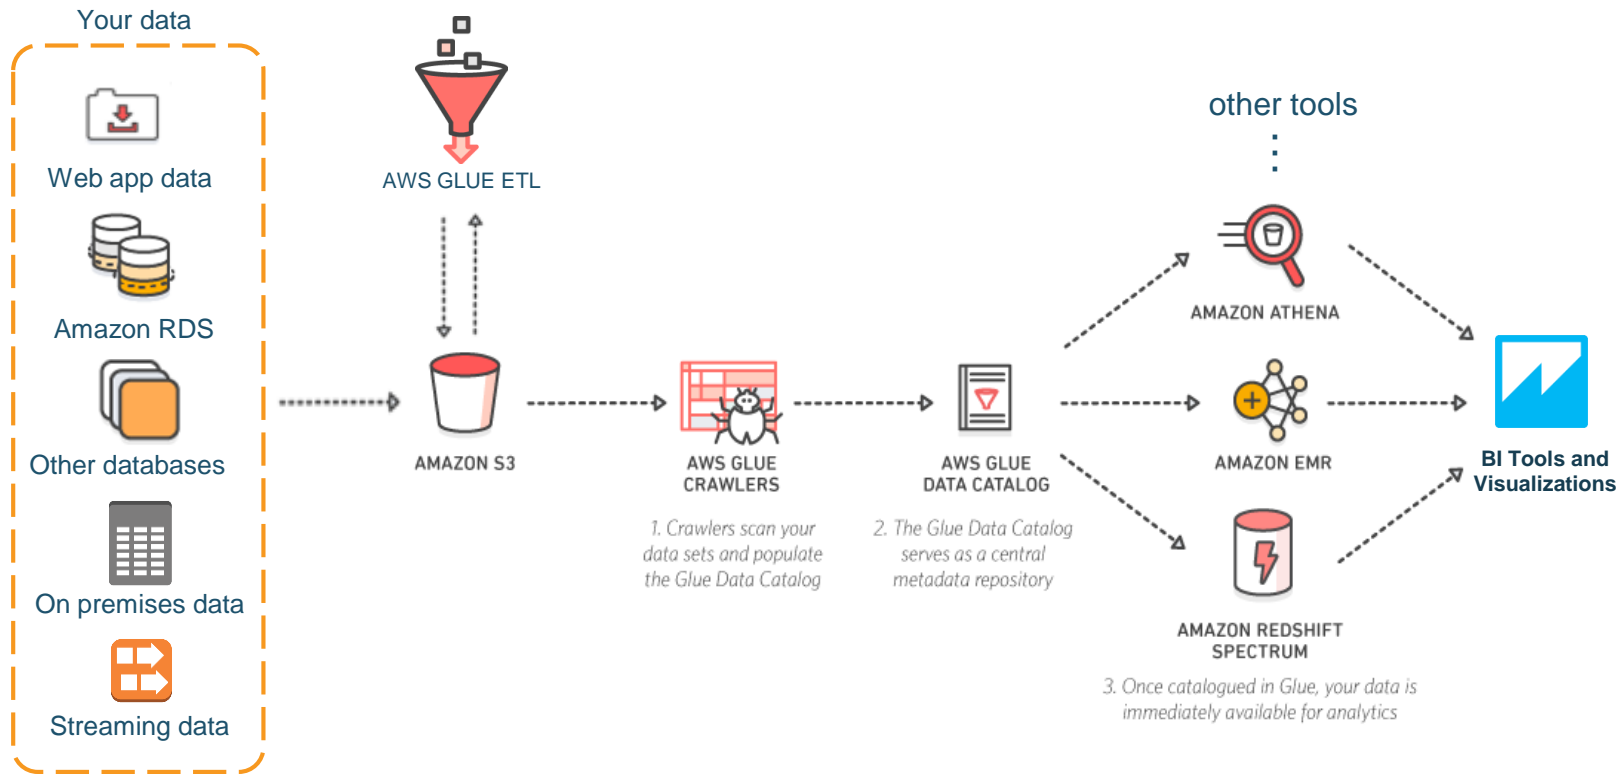 Your data
Web app data
Amazon RDS
Other databases
On premises data
Streaming data
AWS GLUE ETL
AMAZON S3
AWS GLUE
CRAWLERS
1. Crawlers scan your
data sets and populate
the Glue Data Catalog
AWS GLUE
DATA CATALOG
2. The Glue Data Catalog
serves as a central
metadata repository
other tools
AMAZON ATHENA
AMAZON EMR
AMAZON REDSHIFT
SPECTRUM
3. Once catalogued in Glue, your data is
immediately available for analytics
BI Tools and
Visualizations